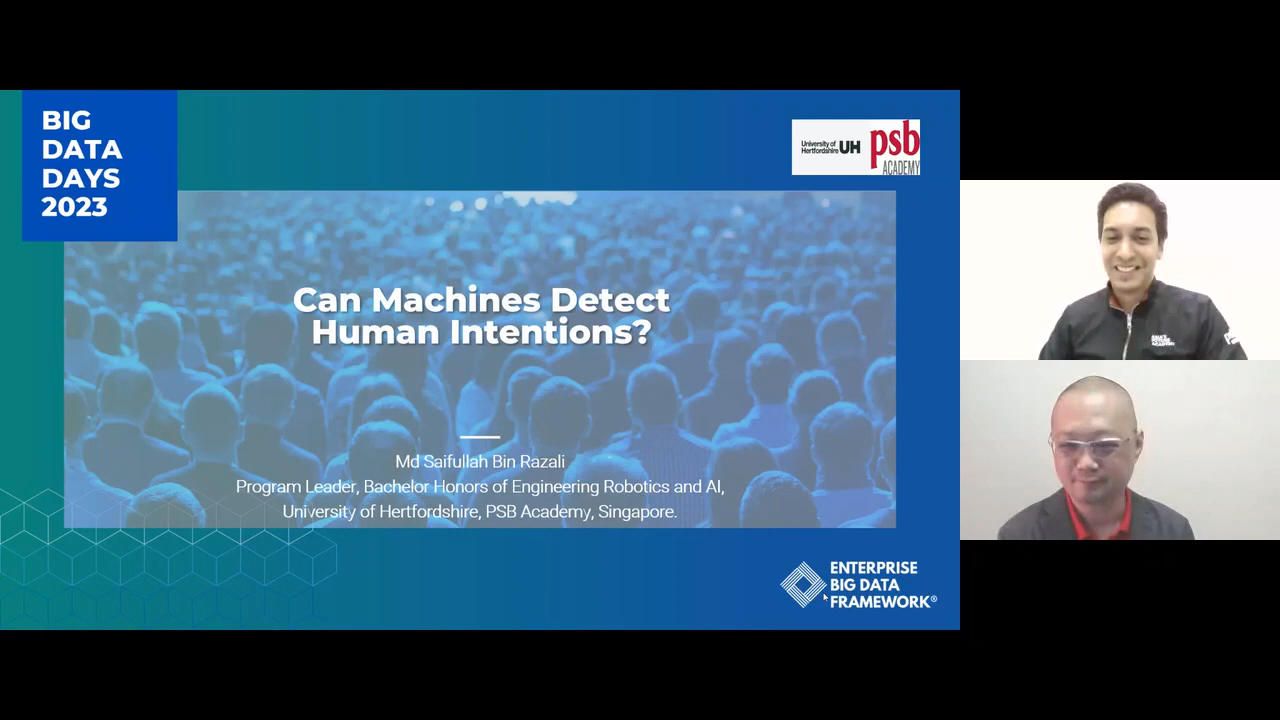 BIG
DATA
DAYS
2023
University of
Hertfordshire UH
psb
ACADEMY
Can Machines Detect
Human Intentions?
Md Saifullah Bin Razali
Program Leader, Bachelor Honors of Engineering Robotics and AI,
University of Hertfordshire, PSB Academy, Singapore.
ENTERPRISE
BIG DATA
FRAMEWORK®